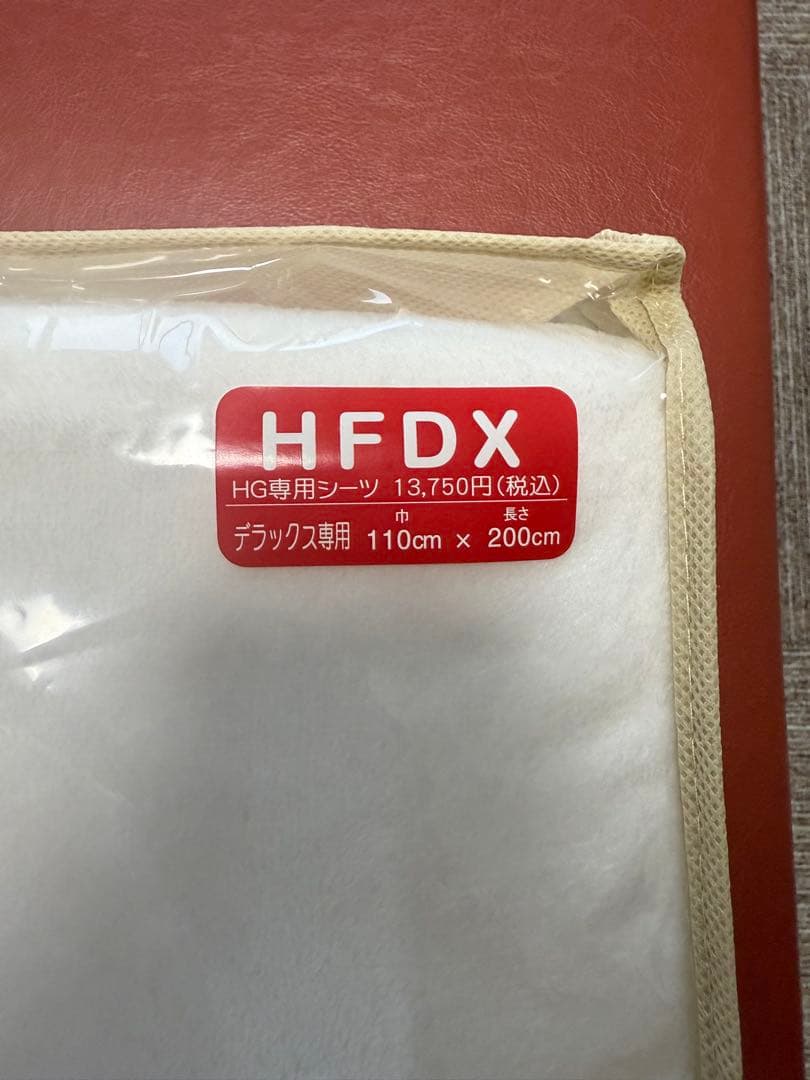 HFDX
HG専用シーツ 13,750円(税込)
デラックス専用 巾 110cm × 長さ 200cm